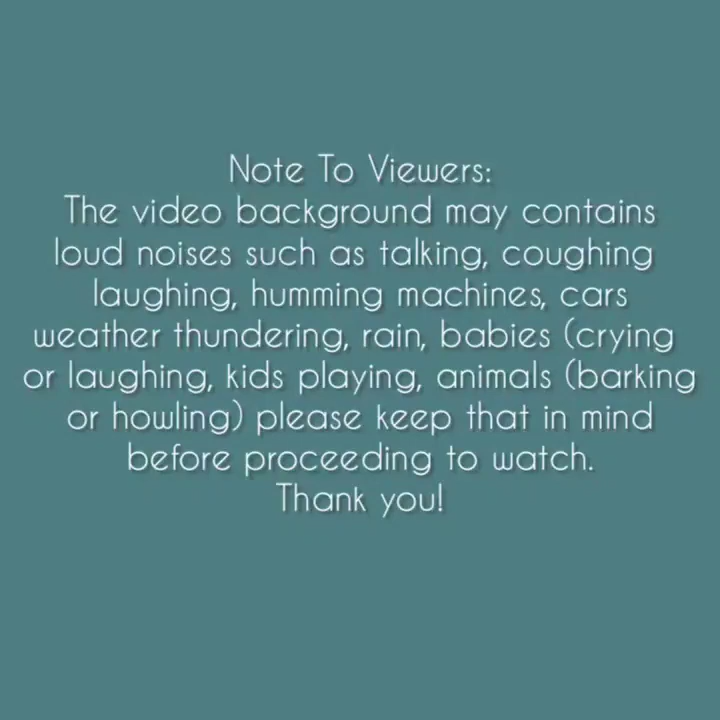 Note To Viewers:
The video background may contains
loud noises such as talking, coughing
laughing, humming machines, cars
weather thundering, rain, babies (crying
or laughing, kids playing, animals (barking
or howling) please keep that in mind
before proceeding to watch.
Thank you!